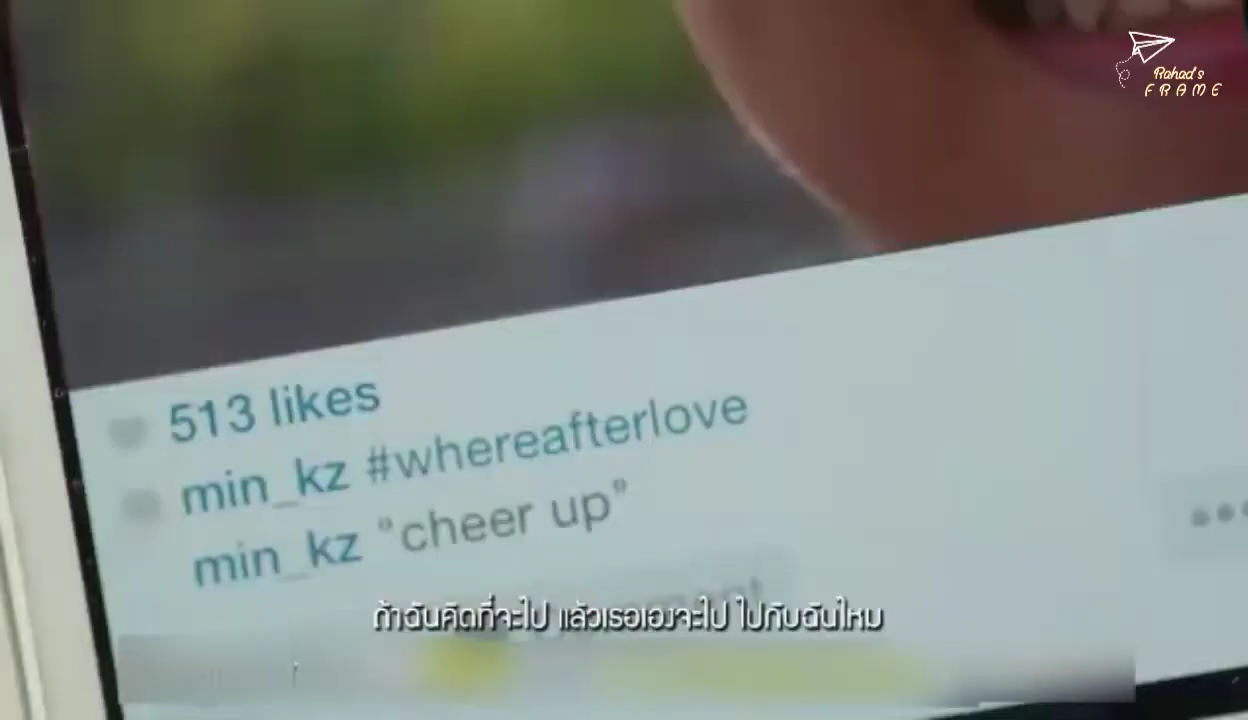 Rahad's
FRAME
513 likes
min_kz #whereafterlove
min_kz "cheer up"
ถ้าฉันคิดที่จะไป แล้วเธอเองจะไป ไปกับฉันไหม